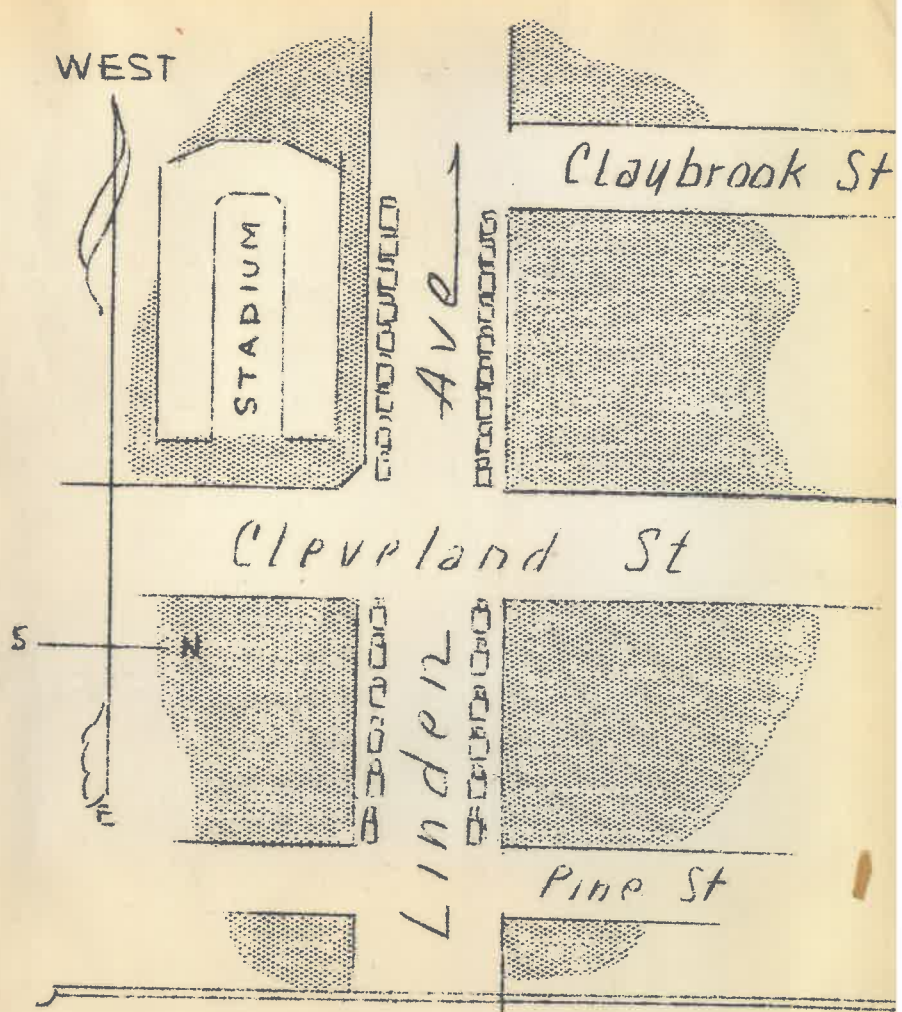 WEST
Claybrook St
STADIUM
Linden Ave
Cleveland St
S
N
E
Pine St